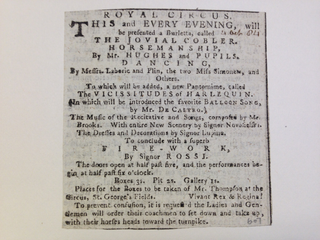 ROYAL CIRCUS.
THIS and EVERY EVENING, will
be presented a Burletta, called
THE JOVIAL COBLER.
HORSEMANSHIP,
By Mr. HUGHES and PUPILS.
DANCING,
By Messrs. Laborie and Flin, the two Miss Simonets, and
Others.
To which will be added, a new Pantomime, called
The VICISSITUDES of HARLEQUIN.
(In which will be introduced the favorite BALLOON SONG,
by Mr. DECASTRO.)
The Music of the Recitative and Songs, composed by Mr.
Brooks. With entire New Scenery by Signor
The Dresses and Decorations by Signor Lupino.
To conclude with a superb
FIRE-WORK,
By Signor ROSSI.
The doors open at half past five, and the performances be-
gin at half past six o'clock.
Boxes 3s. Pit 2s. Gallery 1s.
Places for the Boxes to be taken of Mr. Thompson at the
Circus, St. George's Fields. Vivant Rex & Regina!
To prevent confusion, it is requested the Ladies and Gen-
tlemen will order their coachmen to set down and take up,
with their horses heads toward the turnpike.